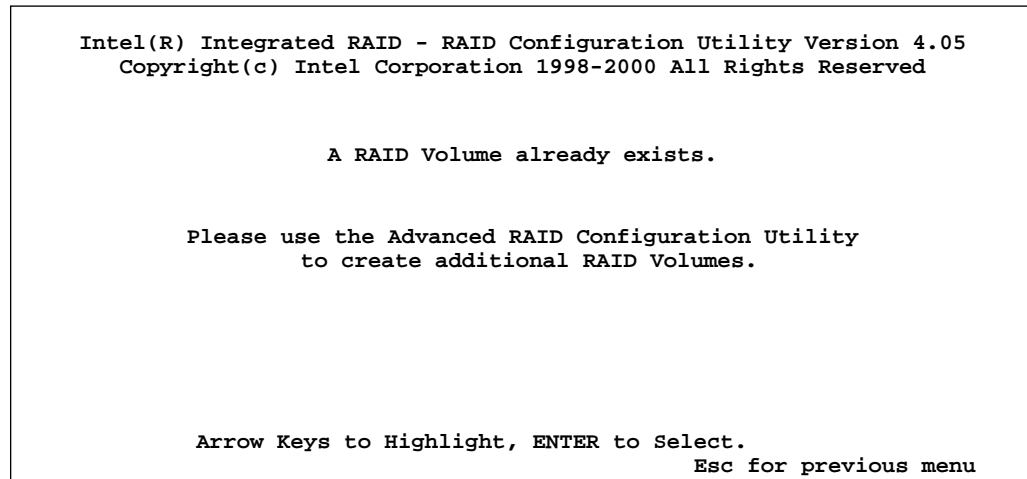 Intel(R) Integrated RAID - RAID Configuration Utility Version 4.05
Copyright(c) Intel Corporation 1998-2000 All Rights Reserved
A RAID Volume already exists.
Please use the Advanced RAID Configuration Utility
to create additional RAID Volumes.
Arrow Keys to Highlight, ENTER to Select.
Esc for previous menu